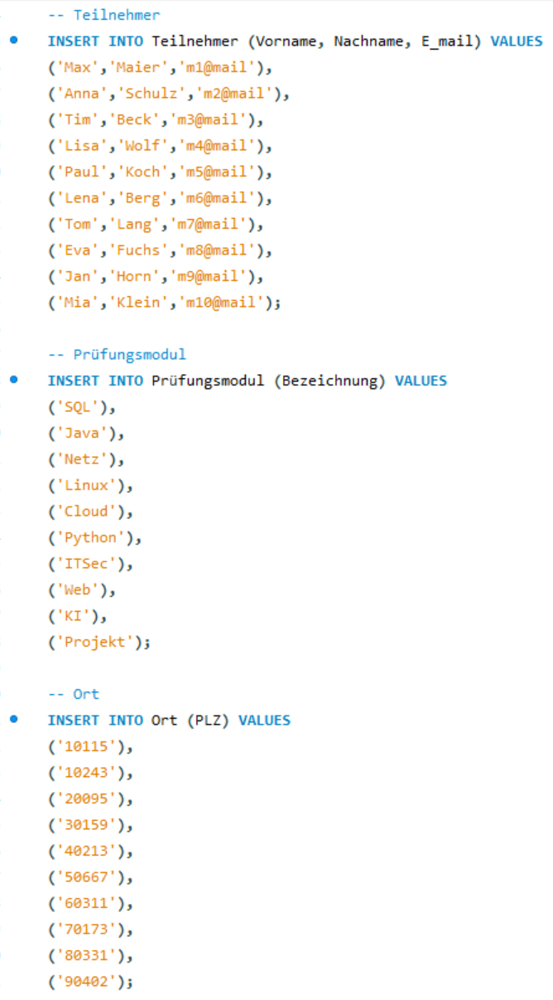 -- Teilnehmer
INSERT INTO Teilnehmer (Vorname, Nachname, E_mail) VALUES
('Max','Maier','m1@mail'),
('Anna','Schulz','m2@mail'),
('Tim','Beck','m3@mail'),
('Lisa','Wolf','m4@mail'),
('Paul','Koch','m5@mail'),
('Lena','Berg','m6@mail'),
('Tom','Lang','m7@mail'),
('Eva','Fuchs','m8@mail'),
('Jan','Horn','m9@mail'),
('Mia','Klein','m10@mail');
-- Prüfungsmodul
INSERT INTO Prüfungsmodul (Bezeichnung) VALUES
('SQL'),
('Java'),
('Netz'),
('Linux'),
('Cloud'),
('Python'),
('ITSec'),
('Web'),
('KI'),
('Projekt');
-- Ort
INSERT INTO Ort (PLZ) VALUES
('10115'),
('10243'),
('20095'),
('30159'),
('40213'),
('50667'),
('60311'),
('70173'),
('80331'),
('90402');